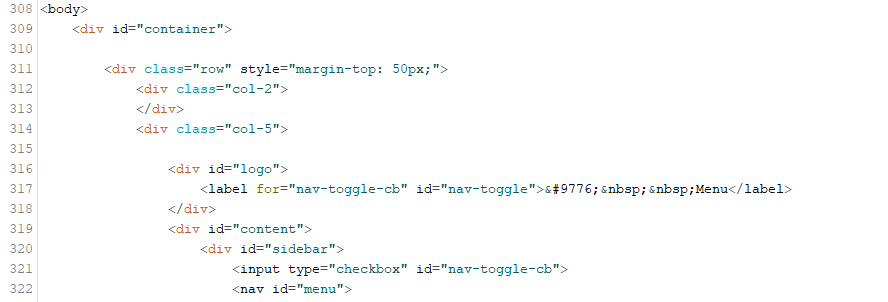 308 <body>
309 <div id="container">
310
311 <div class="row" style="margin-top: 50px;">
312 <div class="col-2">
313 </div>
314 <div class="col-5">
315
316 <div id="logo">
317 <label for="nav-toggle-cb" id="nav-toggle">&#9776;&nbsp;&nbsp;Menu</label>
318 </div>
319 <div id="content">
320 <div id="sidebar">
321 <input type="checkbox" id="nav-toggle-cb">
322 <nav id="menu">